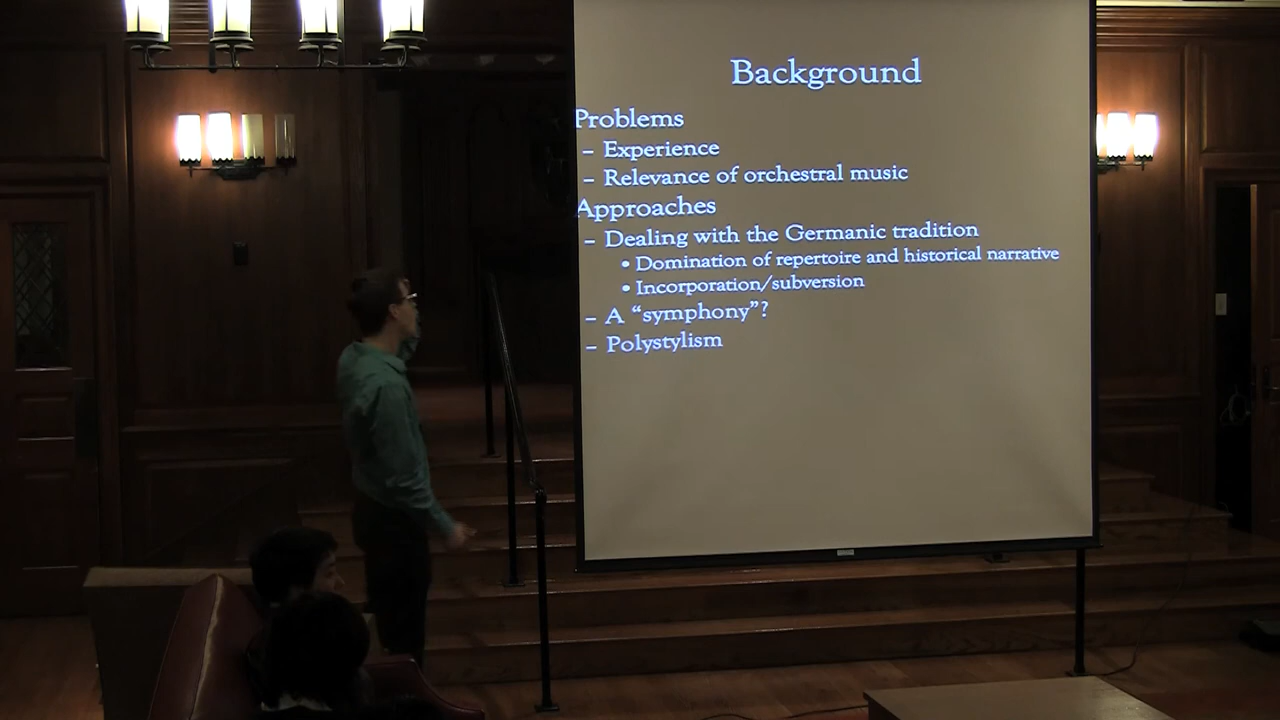 Background
Problems
– Experience
– Relevance of orchestral music
Approaches
– Dealing with the Germanic tradition
• Domination of repertoire and historical narrative
• Incorporation/subversion
– A “symphony”?
– Polystylism